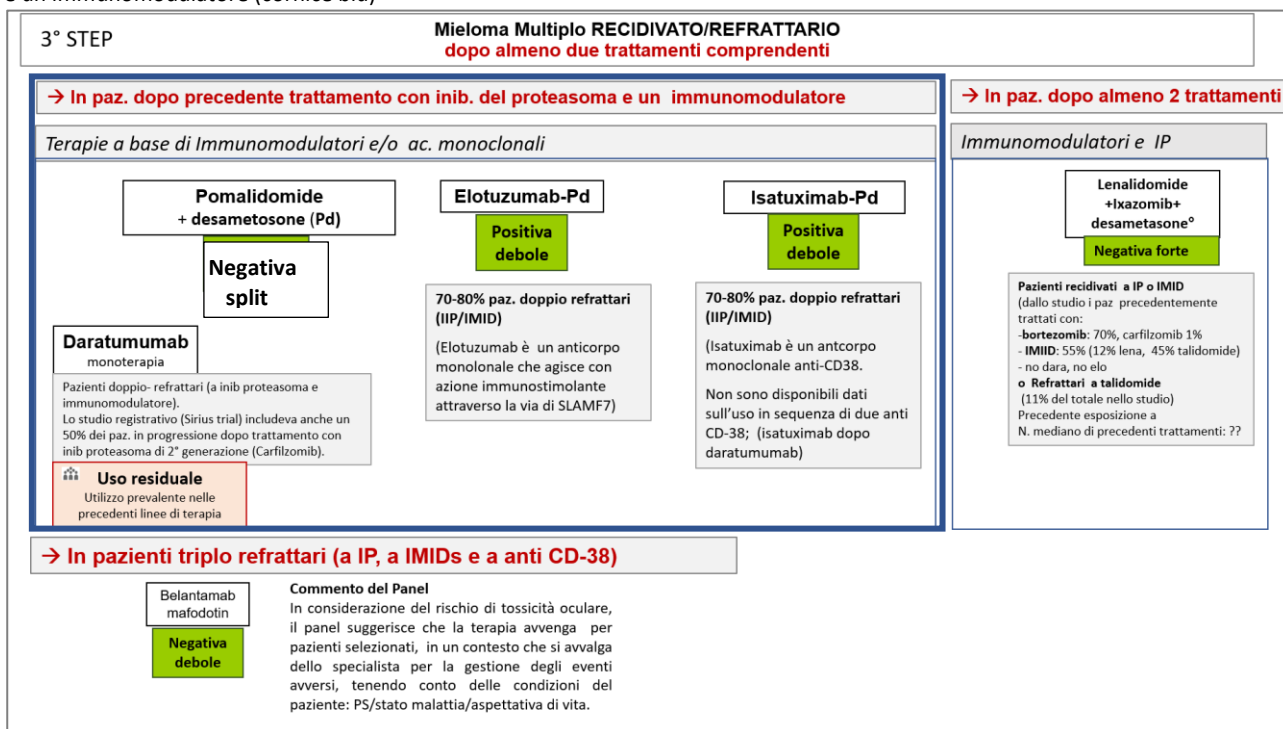 3° STEP
Mieloma Multiplo RECIDIVATO/REFRATTARIO
dopo almeno due trattamenti comprendenti
→ In paz. dopo precedente trattamento con inib. del proteasoma e un immunomodulatore
Terapie a base di Immunomodulatori e/o ac. monoclonali
Pomalidomide
+ desametosone (Pd)
Negativa
split
Daratumumab
monoterapia
Pazienti doppio- refrattari (a inib proteasoma e
immunomodulatore).
Lo studio registrativo (Sirius trial) includeva anche un
50% dei paz. in progressione dopo trattamento con
inib proteasoma di 2° generazione (Carfilzomib).
Uso residuale
Utilizzo prevalente nelle
precedenti linee di terapia
Elotuzumab-Pd
Positiva
debole
70-80% paz. doppio refrattari
(IIP/IMID)
(Elotuzumab è un anticorpo
monolonale che agisce con
azione immunostimolante
attraverso la via di SLAMF7)
Isatuximab-Pd
Positiva
debole
70-80% paz. doppio refrattari
(IIP/IMID)
(Isatuximab è un antcorpo
monoclonale anti-CD38.
Non sono disponibili dati
sull'uso in sequenza di due anti
CD-38; (isatuximab dopo
daratumumab)
→ In paz. dopo almeno 2 trattamenti
Immunomodulatori e IP
Lenalidomide
+Ixazomib+
desametasone°
Negativa forte
Pazienti recidivati a IP o IMID
(dallo studio i paz precedentemente
trattati con:
-bortezomib: 70%, carfilzomib 1%
- IMIID: 55% (12% lena, 45% talidomide)
- no dara, no elo
o Refrattari a talidomide
(11% del totale nello studio)
Precedente esposizione a
N. mediano di precedenti trattamenti: ??
→ In pazienti triplo refrattari (a IP, a IMIDs e a anti CD-38)
Belantamab
mafodotin
Negativa
debole
Commento del Panel
In considerazione del rischio di tossicità oculare,
il panel suggerisce che la terapia avvenga per
pazienti selezionati, in un contesto che si avvalga
dello specialista per la gestione degli eventi
avversi, tenendo conto delle condizioni del
paziente: PS/stato malattia/aspettativa di vita.